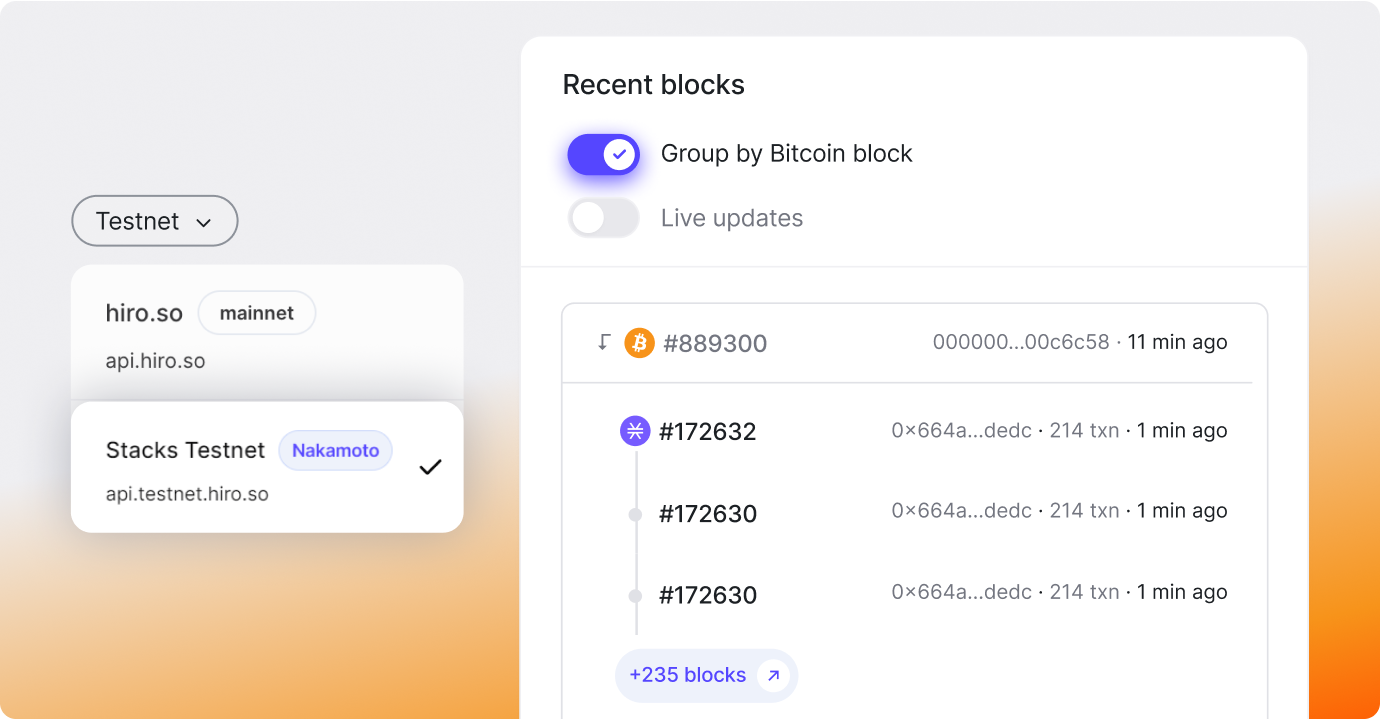 Testnet
hiro.so mainnet
api.hiro.so
Stacks Testnet Nakamoto
api.testnet.hiro.so
Recent blocks
Group by Bitcoin block
Live updates
#889300 000000...00c6c58 · 11 min ago
#172632 0×664a...dedc · 214 txn · 1 min ago
#172630 0×664a...dedc · 214 txn · 1 min ago
#172630 0×664a...dedc · 214 txn · 1 min ago
+235 blocks